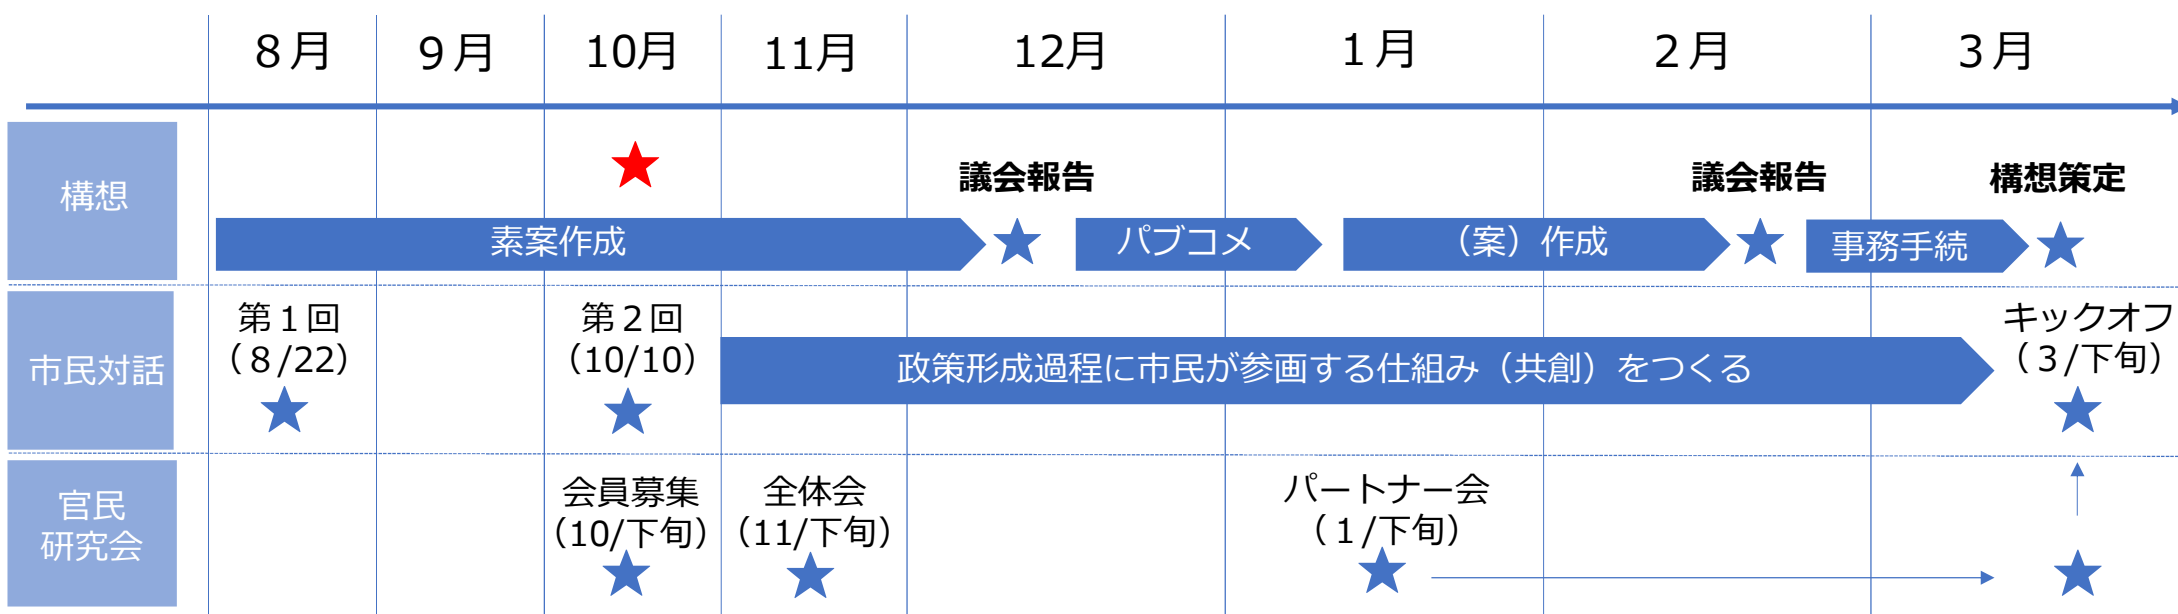 8月
9月
10月
11月
12月
1月
2月
3月
構想
議会報告
議会報告
構想策定
素案作成
パブコメ
（案）作成
事務手続
市民対話
第1回
（8/22）
第2回
（10/10）
政策形成過程に市民が参画する仕組み（共創）をつくる
キックオフ
（3/下旬）
官民
研究会
会員募集
（10/下旬）
全体会
（11/下旬）
パートナー会
（1/下旬）